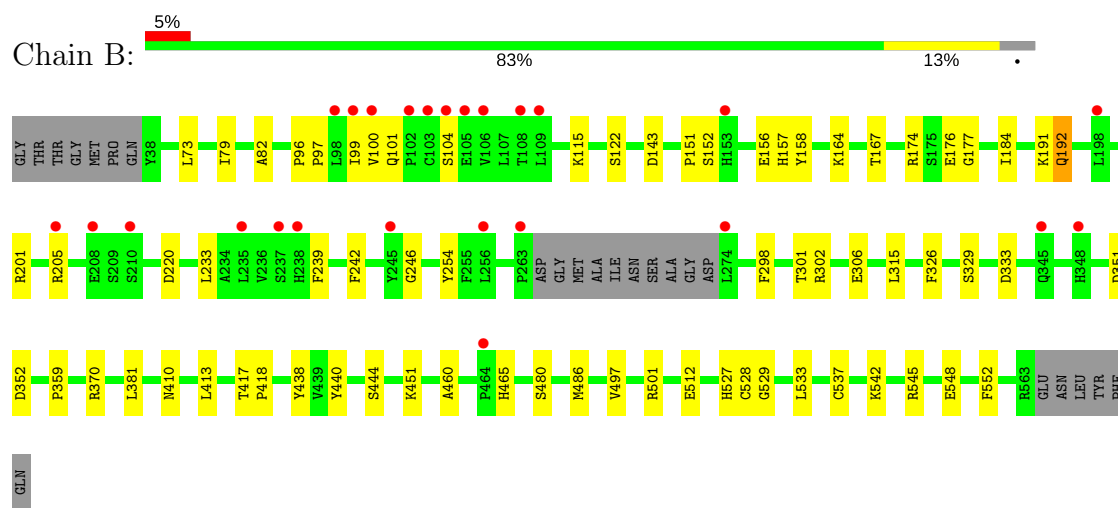 5%
Chain B:
83% 13% •
GLY THR THR GLY MET PRO GLN Y38 L73 I79 A82 P96 P97 L98 I99 V100 Q101 P102 C103 S104 E105 V106 L107 T108 L109 K115 S122 D143 P151 S152 H153 E156 H157 Y158 K164 T167 R174 S175 E176 G177 I184 K191 Q192 L198
R201 R205 E208 S209 S210 D220 L233 A234 L235 V236 S237 H238 F239 F242 Y245 G246 Y254 F255 L256 P263 ASP GLY MET ALA ILE ASN SER ALA GLY ASP L274 F298 T301 R302 E306 L315 F326 S329 D333 Q345 H348
D352 P359 R370 L381 N410 L413 T417 P418 Y438 V439 Y440 S444 K451 A460 P464 H465 S480 M486 V497 R501 E512 H527 C528 G529 L533 C537 K542 R545 E548 F552 R563 GLU ASN LEU TYR PHE
GLN